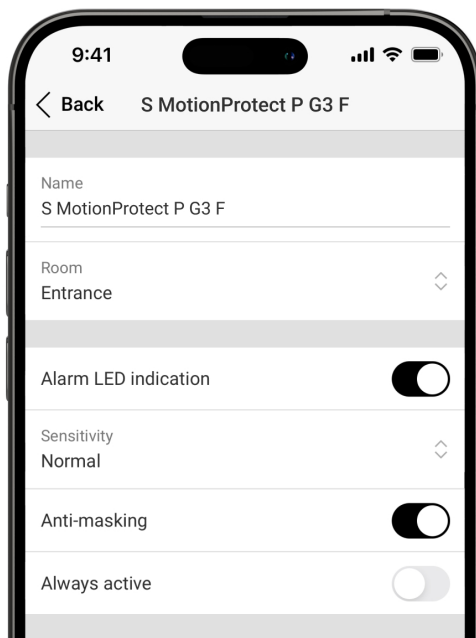 9:41
Back S MotionProtect P G3 F
Name
S MotionProtect P G3 F
Room
Entrance
Alarm LED indication
Sensitivity
Normal
Anti-masking
Always active